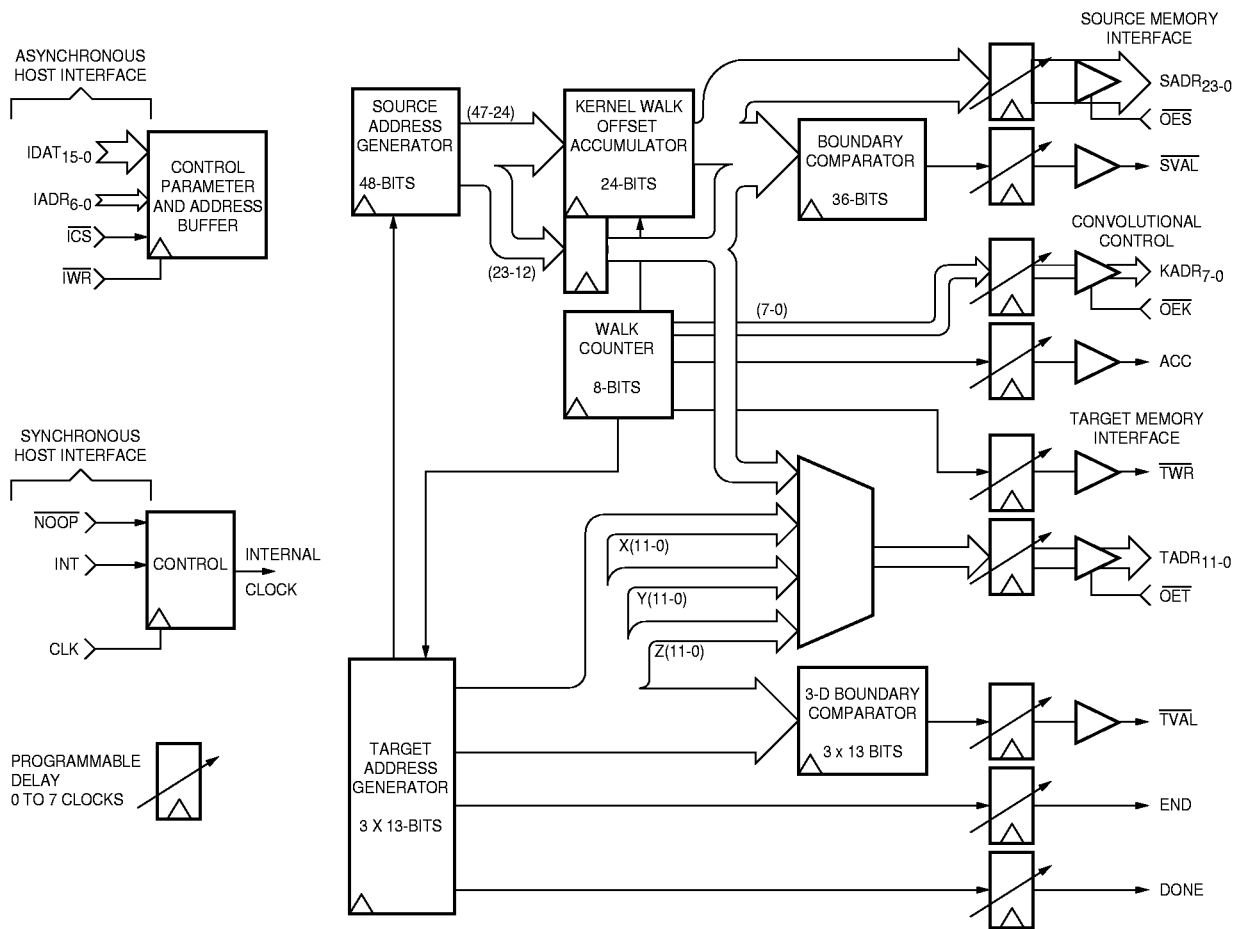 ASYNCHRONOUS
HOST INTERFACE
IDAT15-0
IADR6-0
ICS
IWR
CONTROL
PARAMETER
AND ADDRESS
BUFFER
SYNCHRONOUS
HOST INTERFACE
NOOP
INT
CLK
CONTROL
INTERNAL
CLOCK
PROGRAMMABLE
DELAY
0 TO 7 CLOCKS
SOURCE
ADDRESS
GENERATOR
48-BITS
(47-24)
(23-12)
KERNEL WALK
OFFSET
ACCUMULATOR
24-BITS
WALK
COUNTER
8-BITS
(7-0)
BOUNDARY
COMPARATOR
36-BITS
X(11-0)
Y(11-0)
Z(11-0)
TARGET
ADDRESS
GENERATOR
3 X 13-BITS
3-D BOUNDARY
COMPARATOR
3 x 13 BITS
SOURCE MEMORY
INTERFACE
SADR23-0
OES
SVAL
CONVOLUTIONAL
CONTROL
KADR7-0
OEK
ACC
TARGET MEMORY
INTERFACE
TWR
TADR11-0
OET
TVAL
END
DONE